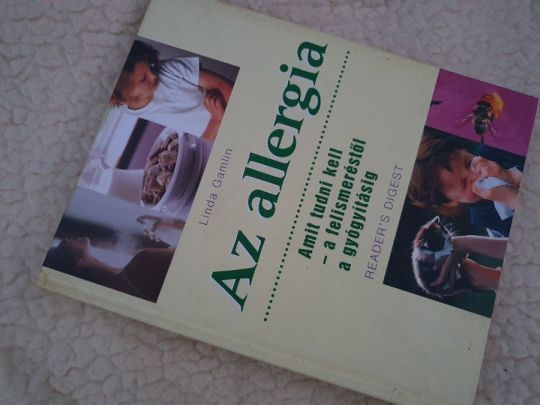 Linda Gamlin
Az allergia
Amit tudni kell
– a felismeréstől
a gyógyításig
READER'S DIGEST